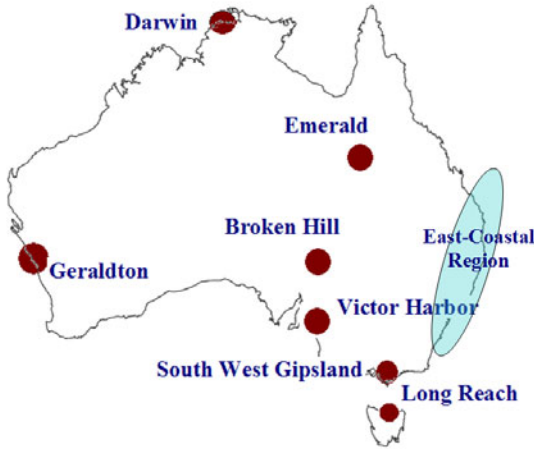 Darwin
Emerald
Broken Hill
East-Coastal
Region
Geraldton
Victor Harbor
South West Gipsland
Long Reach